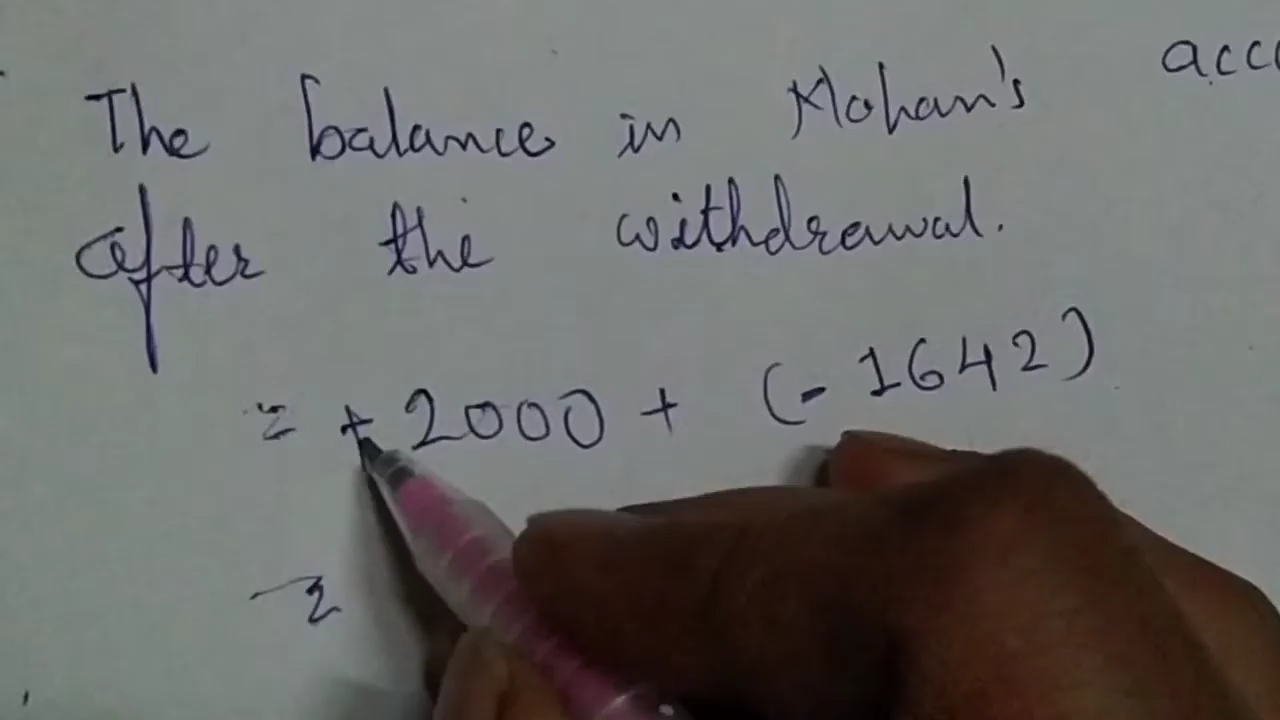 The balance in Mohan's acc
after the withdrawal.
= + 2000 + (- 1642)
=